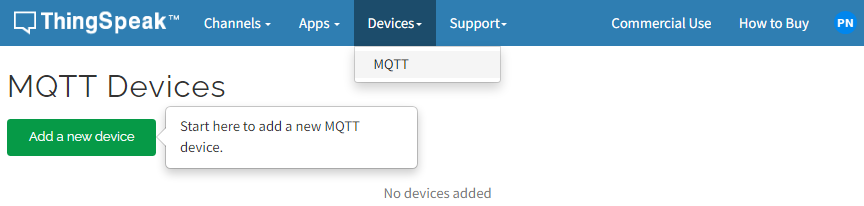 ThingSpeak™ Channels Apps Devices Support Commercial Use How to Buy PN
MQTT
MQTT Devices
Add a new device
Start here to add a new MQTT
device.
No devices added